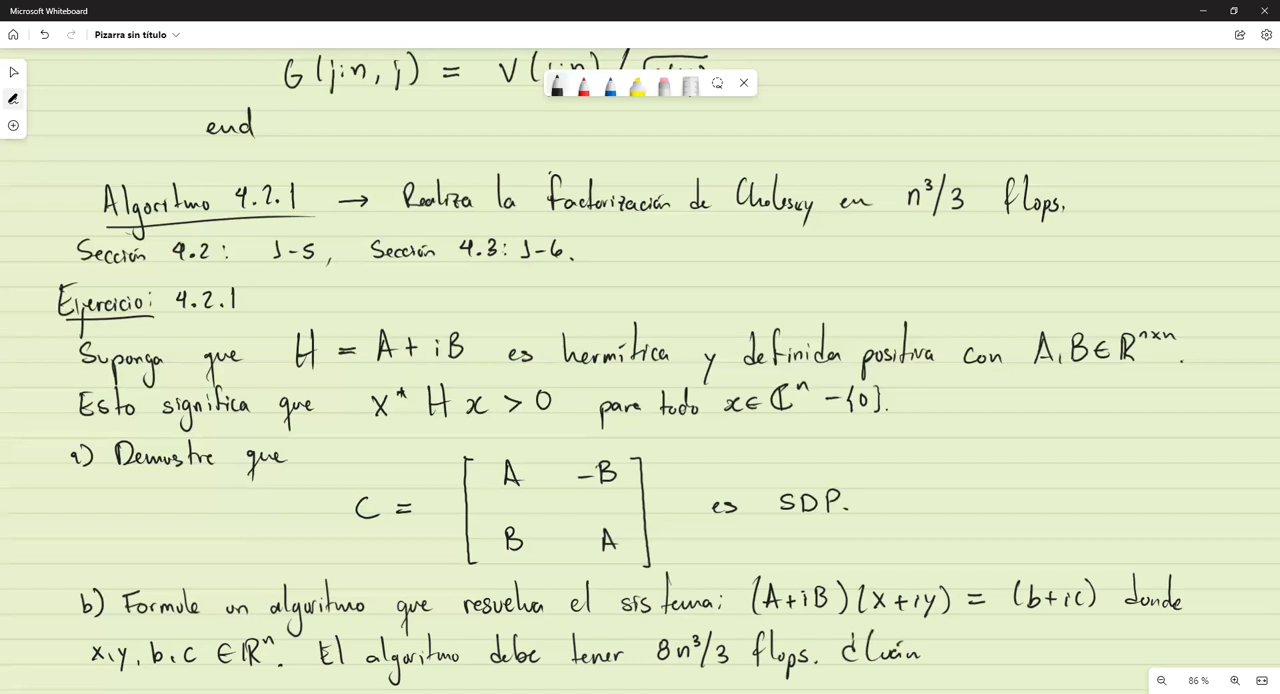 Microsoft Whiteboard
Pizarra sin título
G(j:n, j) = V(j:n) /
end
Algoritmo 4.2.1 → Realiza la factorización de Cholesky en n³/3 flops.
Sección 4.2: 1-5, Sección 4.3: 1-6.
Ejercicio: 4.2.1
Suponga que H = A + iB es hermítica y definida positiva con A, B ∈ ℝⁿˣⁿ.
Esto significa que x* H x > 0 para todo x ∈ ℂⁿ - {0}.
a) Demostre que
A -B
C = es SDP.
B A
b) Formule un algoritmo que resuelva el sistema: (A+iB)(x+iy) = (b+ic) donde
x, y, b, c ∈ ℝⁿ. El algoritmo debe tener 8n³/3 flops. ¿Cuán
86 %